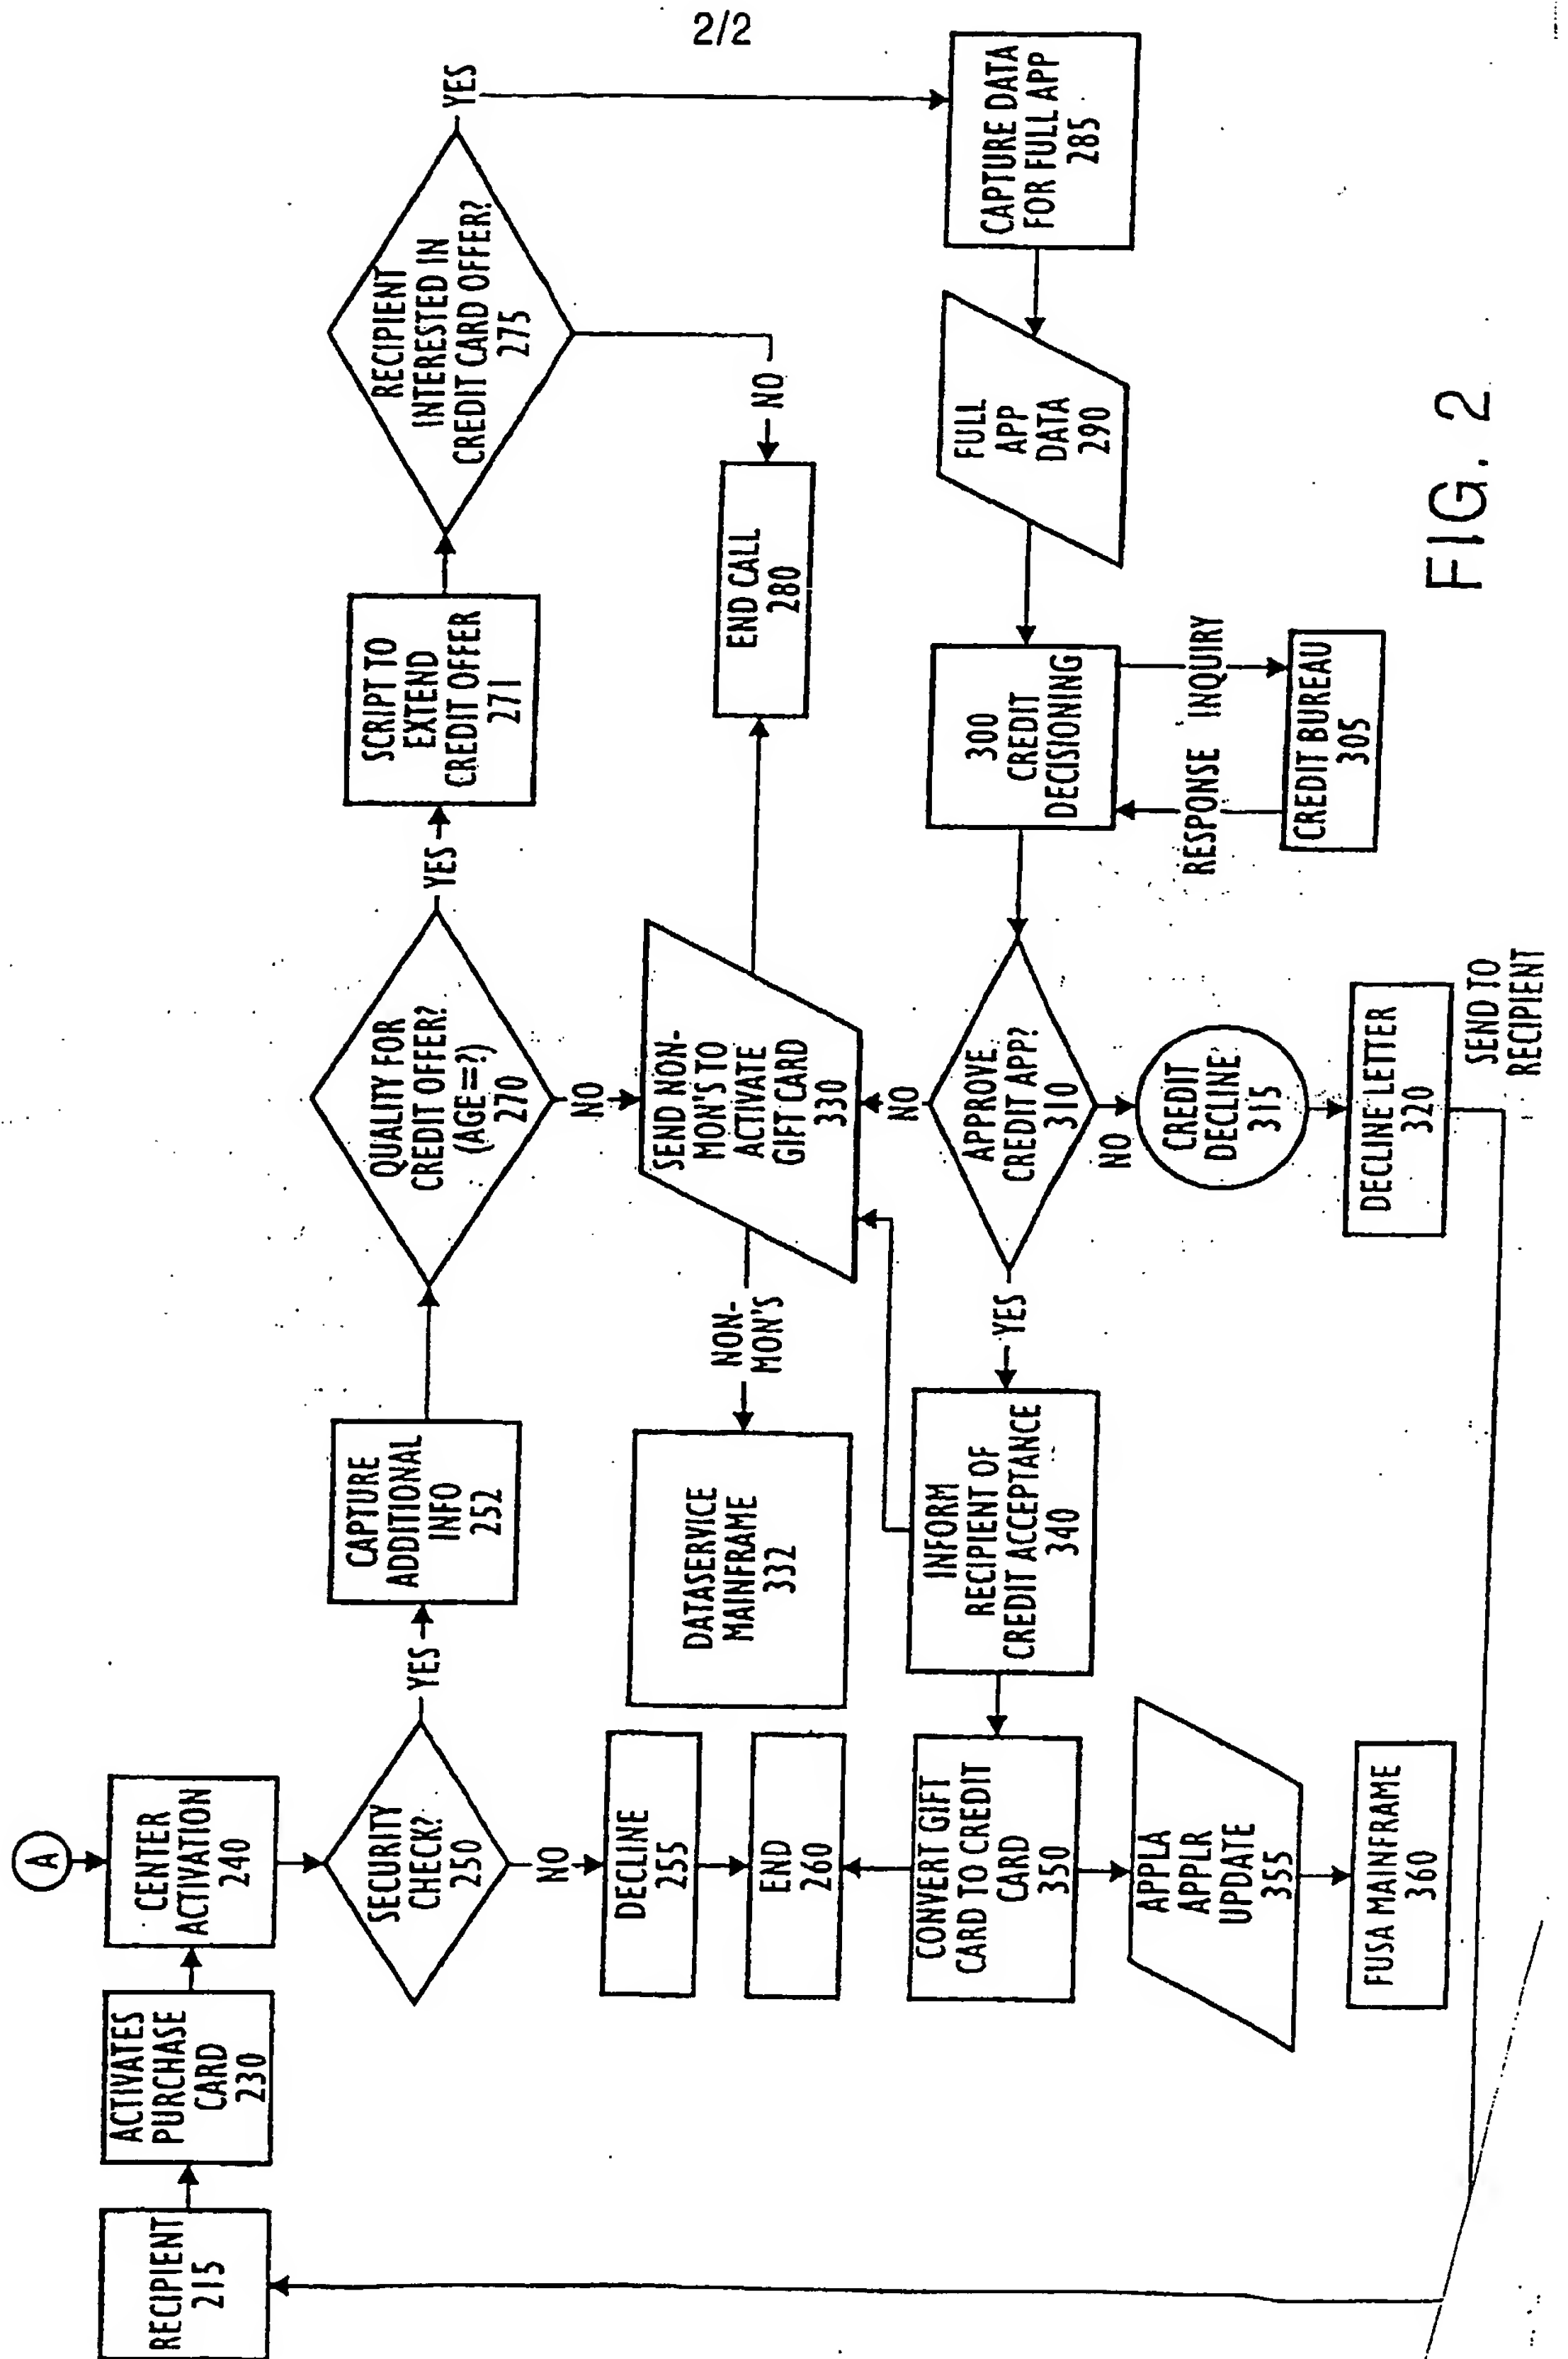 2/2
A
RECIPIENT
215
ACTIVATES
PURCHASE
CARD
230
CENTER
ACTIVATION
240
SECURITY
CHECK?
250
YES
NO
CAPTURE
ADDITIONAL
INFO
252
QUALITY FOR
CREDIT OFFER?
(AGE==?)
270
YES
NO
SCRIPT TO
EXTEND
CREDIT OFFER
271
RECIPIENT
INTERESTED IN
CREDIT CARD OFFER?
275
YES
NO
DECLINE
255
END
260
DATASERVICE
MAINFRAME
332
NON-
MON'S
SEND NON-
MON'S TO
ACTIVATE
GIFT CARD
330
END CALL
280
CAPTURE DATA
FOR FULL APP
285
FULL
APP
DATA
290
300
CREDIT
DECISIONING
RESPONSE
INQUIRY
CREDIT BUREAU
305
APPROVE
CREDIT APP?
310
NO
NO
YES
CREDIT
DECLINE
315
DECLINE LETTER
320
SEND TO
RECIPIENT
INFORM
RECIPIENT OF
CREDIT ACCEPTANCE
340
CONVERT GIFT
CARD TO CREDIT
CARD
350
APPLA
APPLR
UPDATE
355
FUSA MAINFRAME
360
FIG. 2